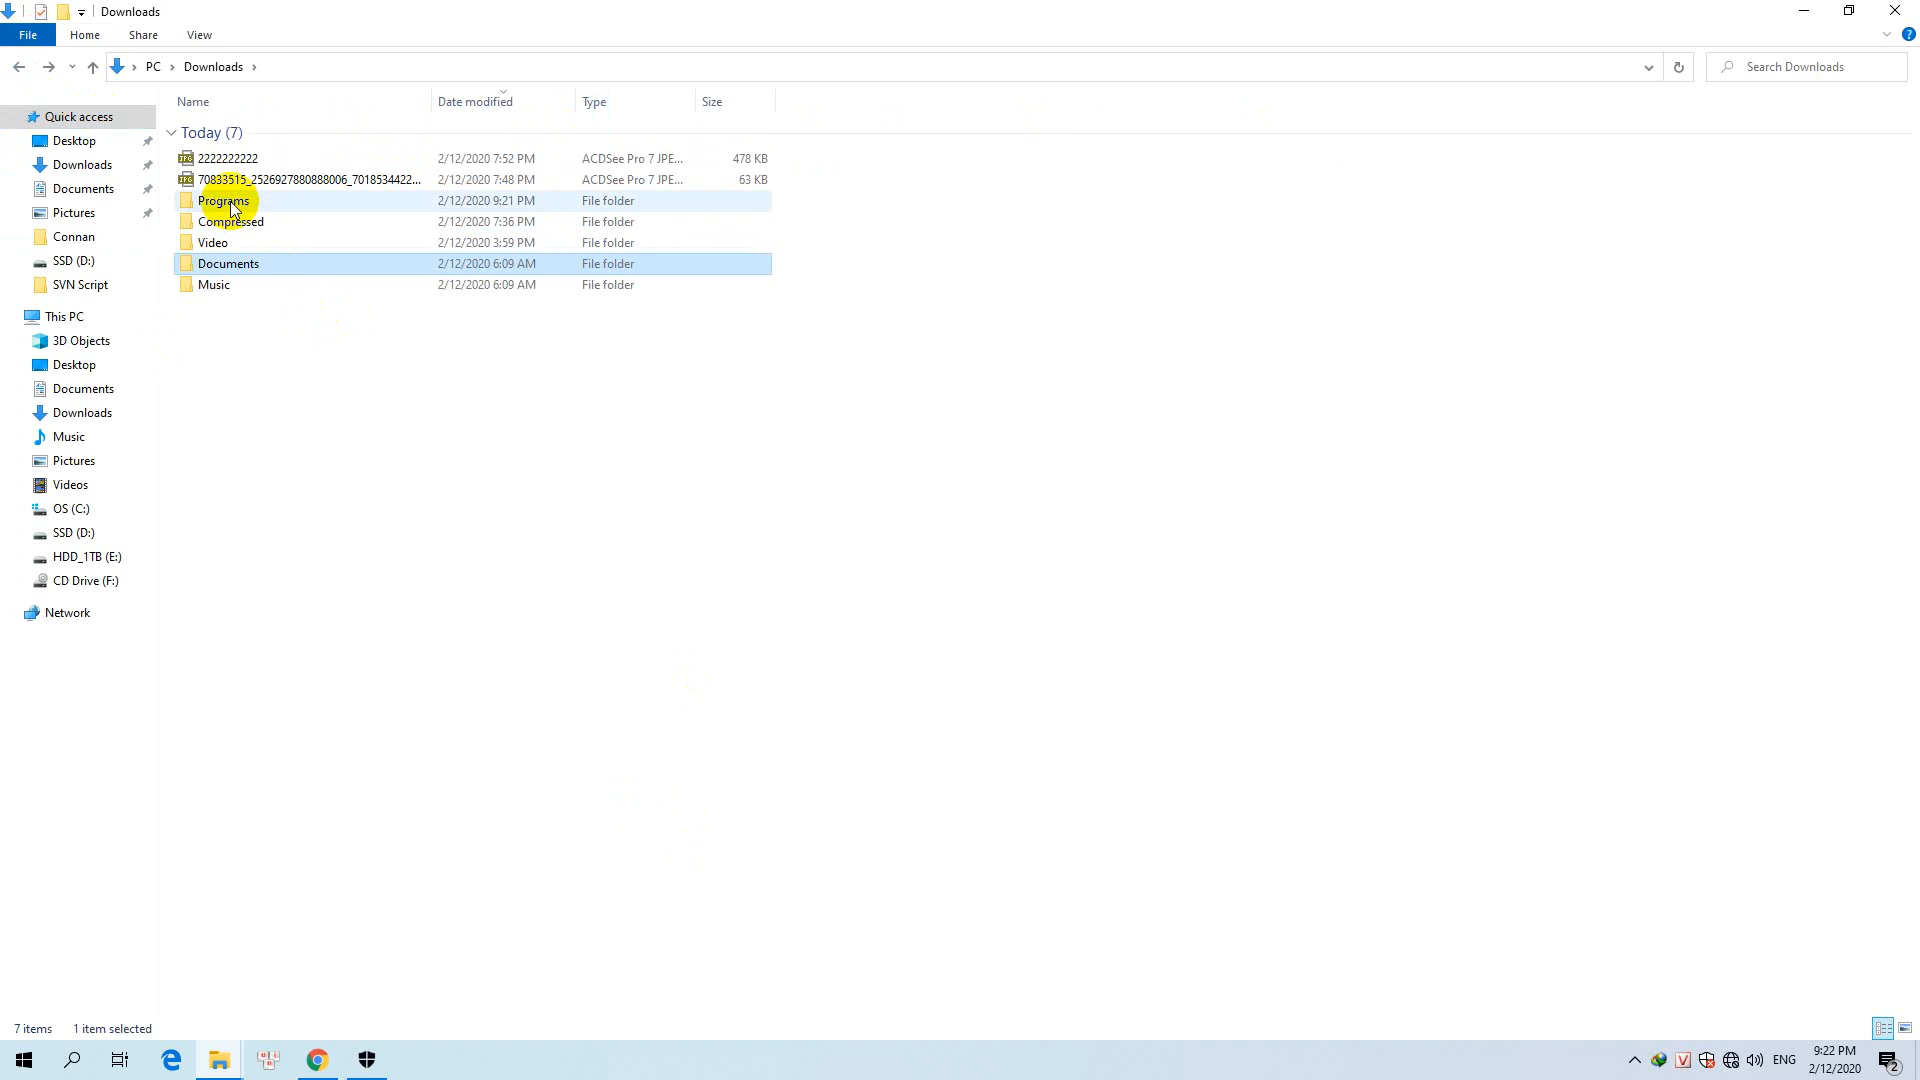 Downloads
File Home Share View
PC Downloads
Search Downloads
Name Date modified Type Size
Quick access
Desktop
Downloads
Documents
Pictures
Connan
SSD (D:)
SVN Script
This PC
3D Objects
Desktop
Documents
Downloads
Music
Pictures
Videos
OS (C:)
SSD (D:)
HDD_1TB (E:)
CD Drive (F:)
Network
Today (7)
2222222222 2/12/2020 7:52 PM ACDSee Pro 7 JPE... 478 KB
70833515_2526927880888006_7018534422... 2/12/2020 7:48 PM ACDSee Pro 7 JPE... 63 KB
Programs 2/12/2020 9:21 PM File folder
Compressed 2/12/2020 7:36 PM File folder
Video 2/12/2020 3:59 PM File folder
Documents 2/12/2020 6:09 AM File folder
Music 2/12/2020 6:09 AM File folder
7 items 1 item selected
ENG
9:22 PM
2/12/2020
2